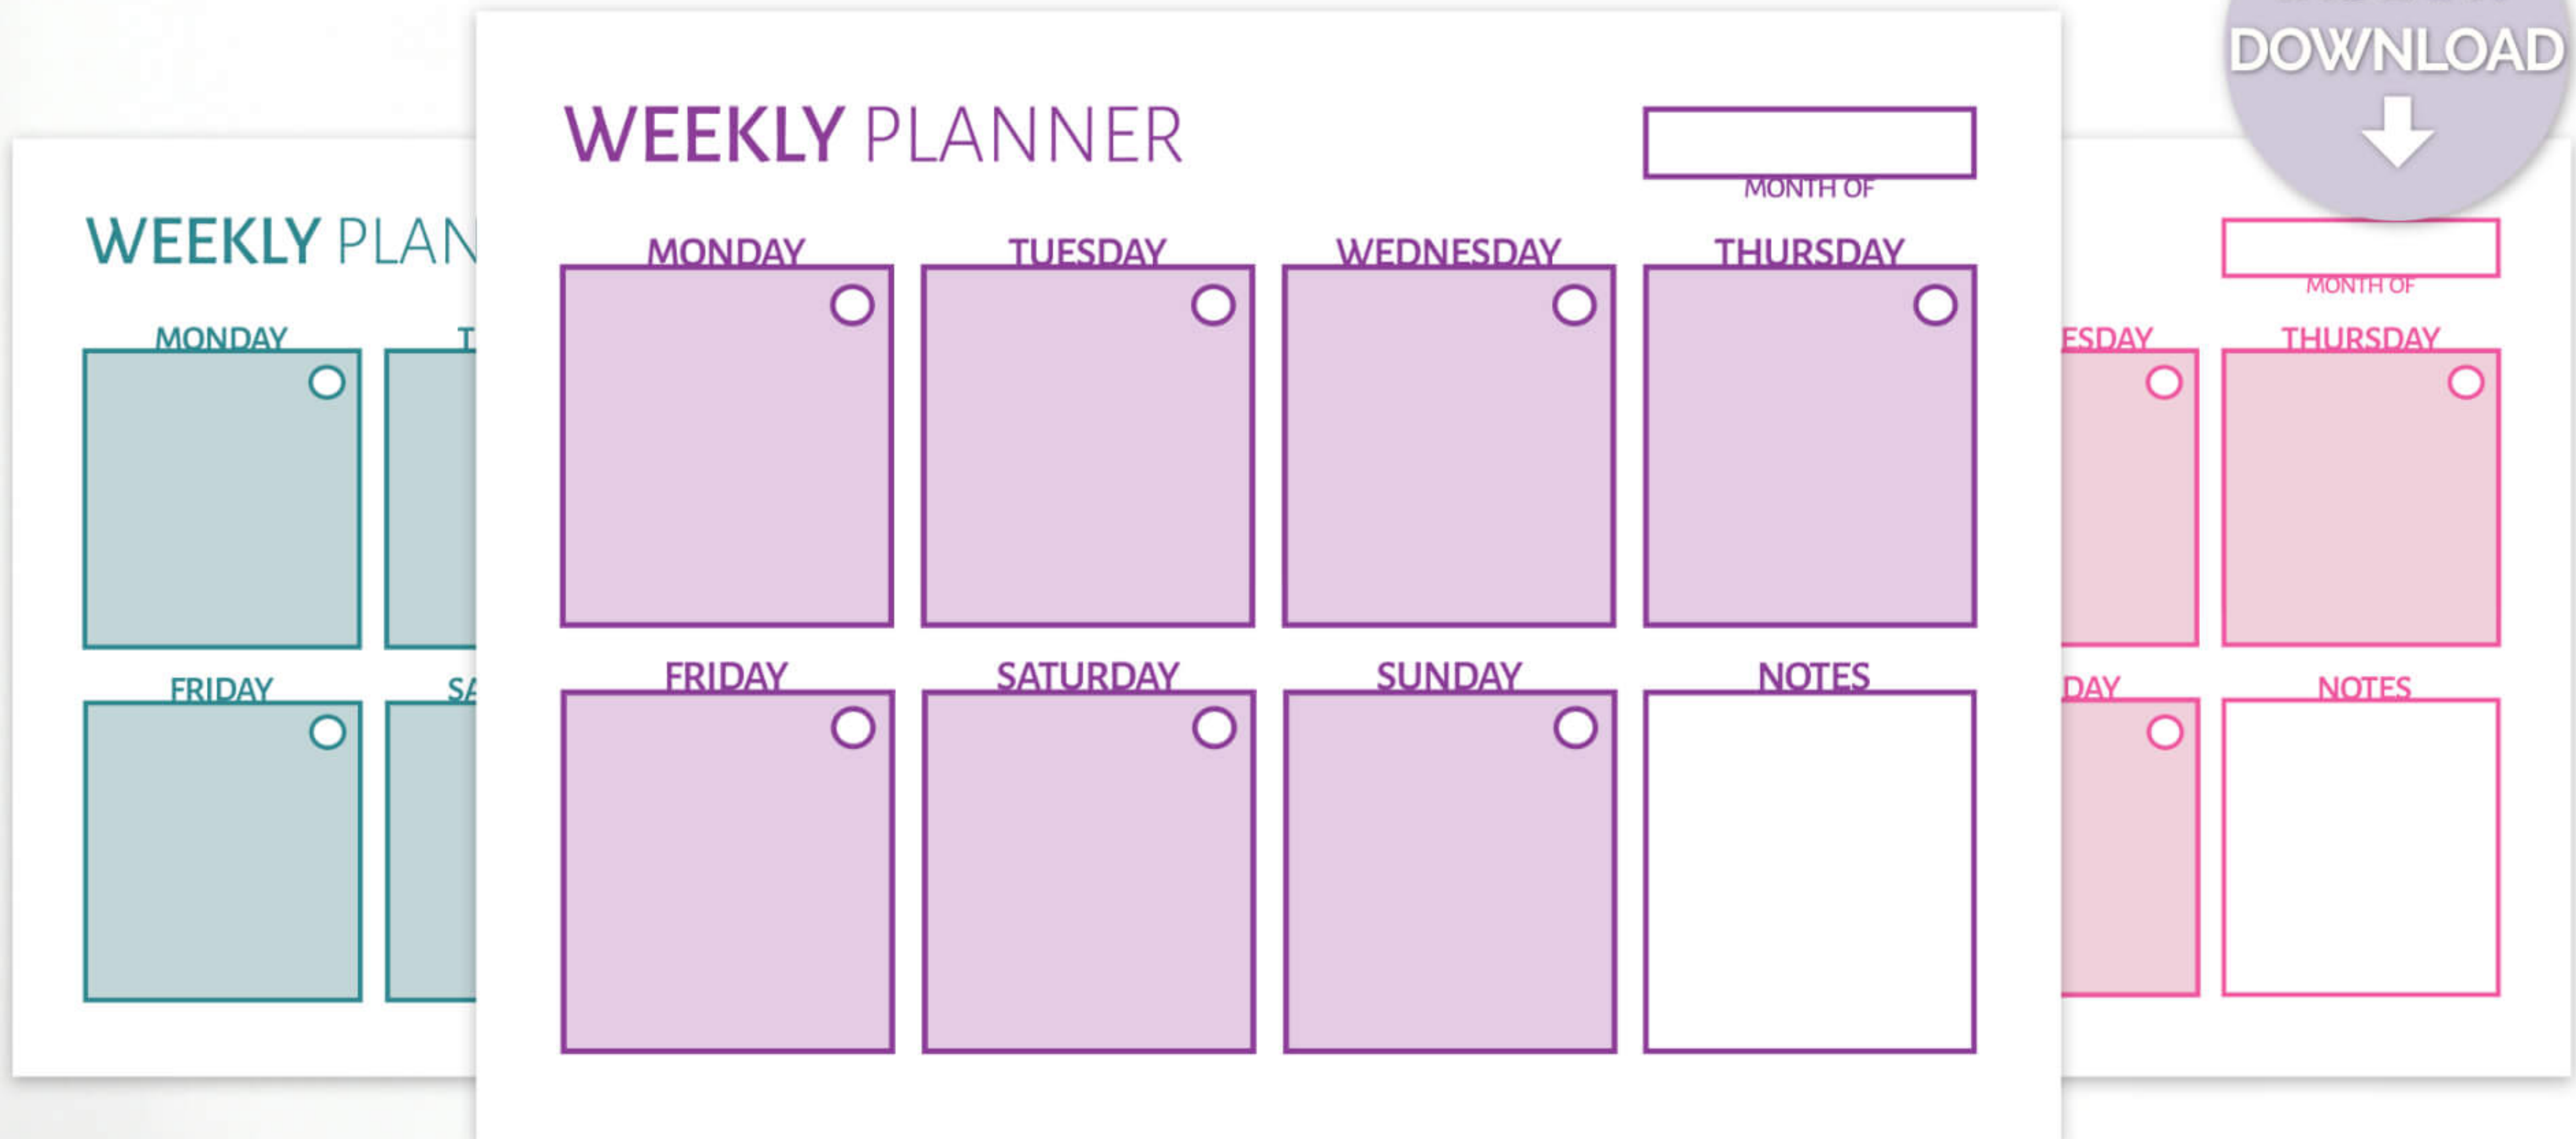 DOWNLOAD
WEEKLY PLANNER
MONTH OF
MONDAY TUESDAY WEDNESDAY THURSDAY
FRIDAY SATURDAY SUNDAY NOTES
WEEKLY PLAN
MONDAY T
FRIDAY SA
MONTH OF
ESDAY THURSDAY
DAY NOTES